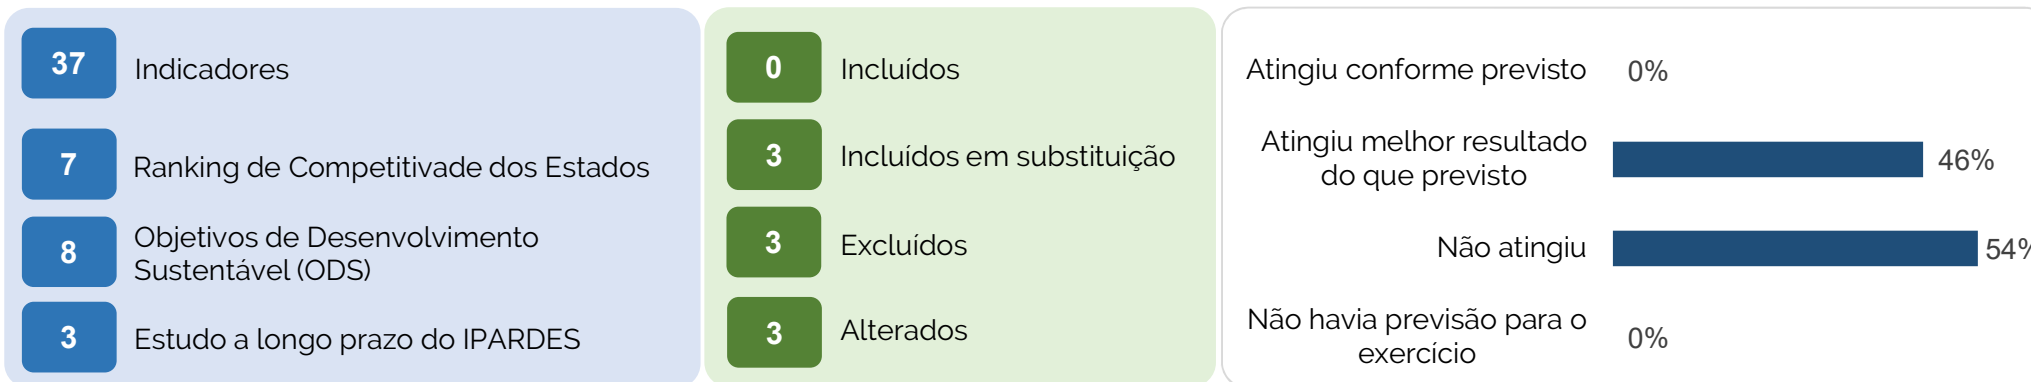 37
Indicadores
7
Ranking de Competitivade dos Estados
8
Objetivos de Desenvolvimento
Sustentável (ODS)
3
Estudo a longo prazo do IPARDES
0
Incluídos
3
Incluídos em substituição
3
Excluídos
3
Alterados
Atingiu conforme previsto
0%
Atingiu melhor resultado
do que previsto
46%
Não atingiu
54%
Não havia previsão para o
exercício
0%